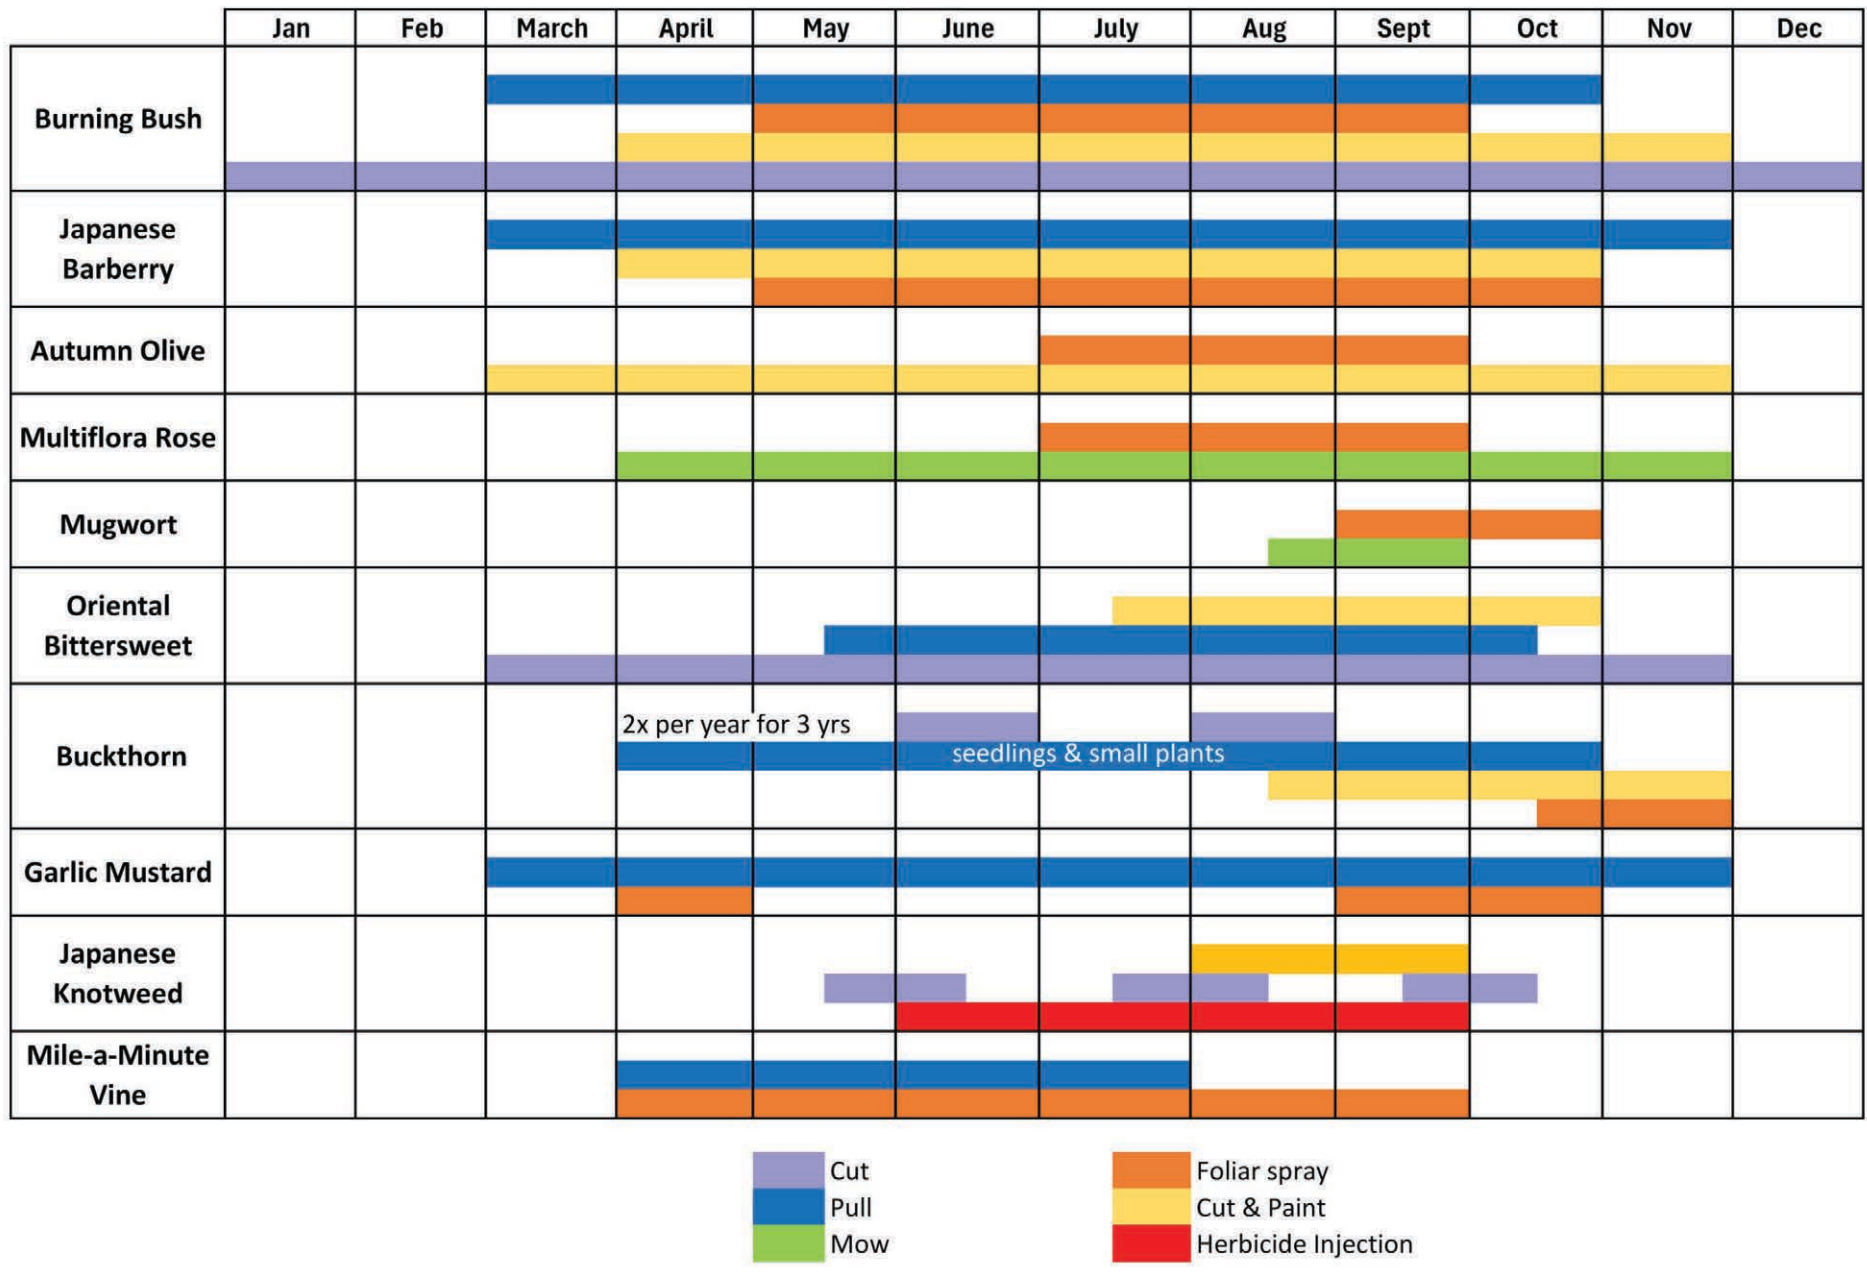 Jan Feb March April May June July Aug Sept Oct Nov Dec
Burning Bush
Japanese
Barberry
Autumn Olive
Multiflora Rose
Mugwort
Oriental
Bittersweet
Buckthorn
2x per year for 3 yrs
seedlings & small plants
Garlic Mustard
Japanese
Knotweed
Mile-a-Minute
Vine
Cut
Pull
Mow
Foliar spray
Cut & Paint
Herbicide Injection